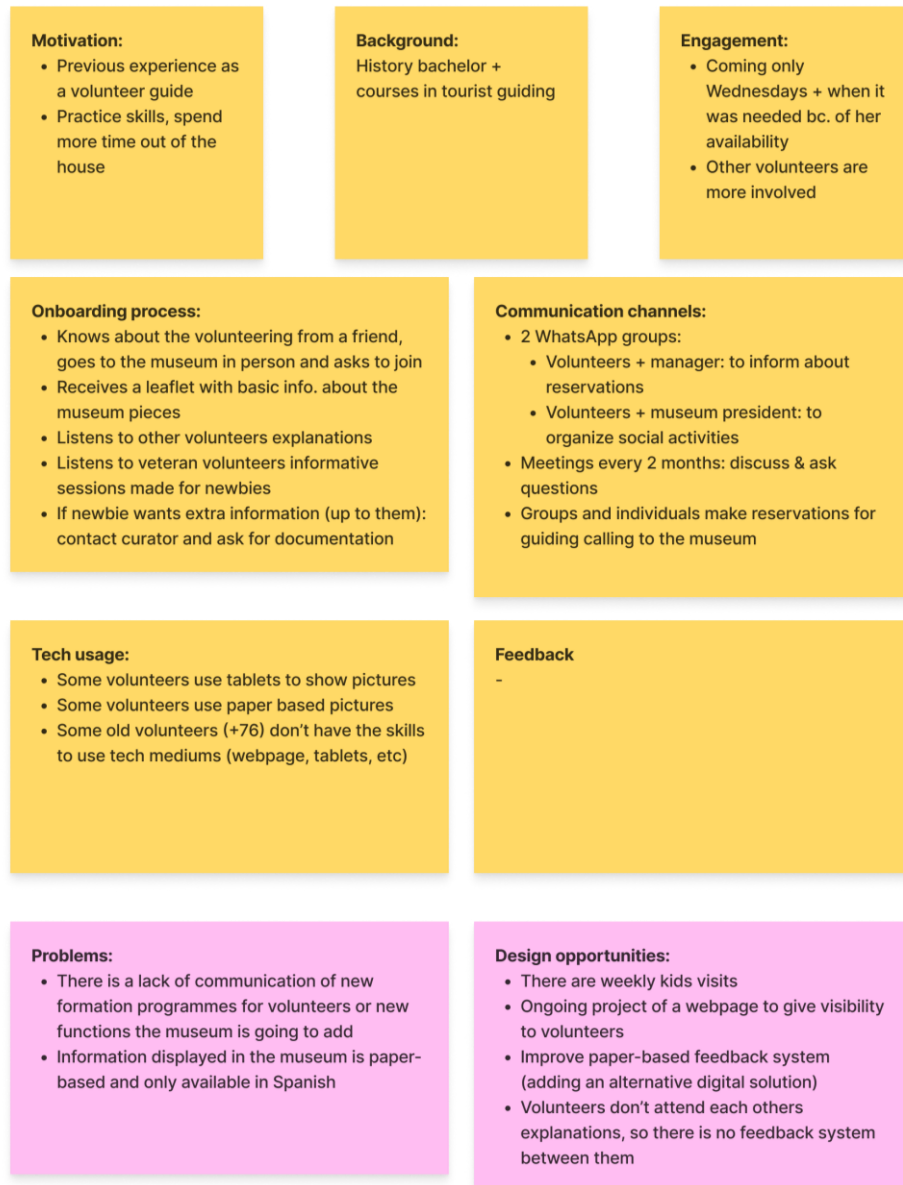 Motivation:
• Previous experience as
a volunteer guide
• Practice skills, spend
more time out of the
house
Background:
History bachelor +
courses in tourist guiding
Engagement:
• Coming only
Wednesdays + when it
was needed bc. of her
availability
• Other volunteers are
more involved
Onboarding process:
• Knows about the volunteering from a friend,
goes to the museum in person and asks to join
• Receives a leaflet with basic info. about the
museum pieces
• Listens to other volunteers explanations
• Listens to veteran volunteers informative
sessions made for newbies
• If newbie wants extra information (up to them):
contact curator and ask for documentation
Communication channels:
• 2 WhatsApp groups:
• Volunteers + manager: to inform about
reservations
• Volunteers + museum president: to
organize social activities
• Meetings every 2 months: discuss & ask
questions
• Groups and individuals make reservations for
guiding calling to the museum
Tech usage:
• Some volunteers use tablets to show pictures
• Some volunteers use paper based pictures
• Some old volunteers (+76) don’t have the skills
to use tech mediums (webpage, tablets, etc)
Feedback
-
Problems:
• There is a lack of communication of new
formation programmes for volunteers or new
functions the museum is going to add
• Information displayed in the museum is paper-
based and only available in Spanish
Design opportunities:
• There are weekly kids visits
• Ongoing project of a webpage to give visibility
to volunteers
• Improve paper-based feedback system
(adding an alternative digital solution)
• Volunteers don’t attend each others
explanations, so there is no feedback system
between them